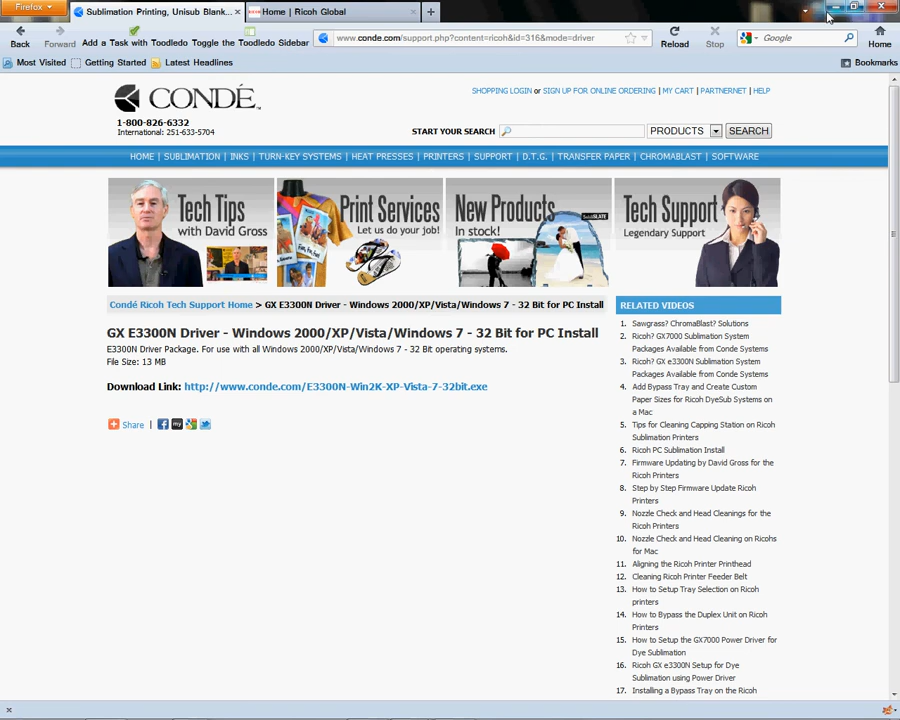 Firefox
Sublimation Printing, Unisub Blank...
Home | Ricoh Global
Back
Forward
Add a Task with Toodledo
Toggle the Toodledo Sidebar
www.conde.com/support.php?content=ricoh&id=316&mode=driver
Reload
Stop
Google
Home
Most Visited
Getting Started
Latest Headlines
Bookmarks
CONDÉ
1-800-826-6332
International: 251-633-5704
SHOPPING LOGIN or SIGN UP FOR ONLINE ORDERING | MY CART | PARTNERNET | HELP
START YOUR SEARCH
PRODUCTS
SEARCH
HOME | SUBLIMATION | INKS | TURN-KEY SYSTEMS | HEAT PRESSES | PRINTERS | SUPPORT | D.T.G. | TRANSFER PAPER | CHROMABLAST | SOFTWARE
Tech Tips
with David Gross
Print Services
Let us do your job!
New Products
In stock!
Tech Support
Legendary Support
Condé Ricoh Tech Support Home > GX E3300N Driver - Windows 2000/XP/Vista/Windows 7 - 32 Bit for PC Install
GX E3300N Driver - Windows 2000/XP/Vista/Windows 7 - 32 Bit for PC Install
E3300N Driver Package. For use with all Windows 2000/XP/Vista/Windows 7 - 32 Bit operating systems.
File Size: 13 MB
Download Link: http://www.conde.com/E3300N-Win2K-XP-Vista-7-32bit.exe
Share |
my
RELATED VIDEOS
1. Sawgrass? ChromaBlast? Solutions
2. Ricoh? GX7000 Sublimation System
Packages Available from Conde Systems
3. Ricoh? GX e3300N Sublimation System
Packages Available from Conde Systems
4. Add Bypass Tray and Create Custom
Paper Sizes for Ricoh DyeSub Systems on
a Mac
5. Tips for Cleaning Capping Station on Ricoh
Sublimation Printers
6. Ricoh PC Sublimation Install
7. Firmware Updating by David Gross for the
Ricoh Printers
8. Step by Step Firmware Update Ricoh
Printers
9. Nozzle Check and Head Cleanings for the
Ricoh Printers
10. Nozzle Check and Head Cleaning on Ricohs
for Mac
11. Aligning the Ricoh Printer Printhead
12. Cleaning Ricoh Printer Feeder Belt
13. How to Setup Tray Selection on Ricoh
printers
14. How to Bypass the Duplex Unit on Ricoh
Printers
15. How to Setup the GX7000 Power Driver for
Dye Sublimation
16. Ricoh GX e3300N Setup for Dye
Sublimation using Power Driver
17. Installing a Bypass Tray on the Ricoh